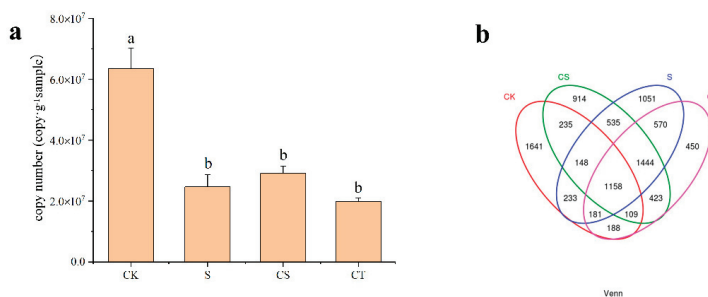 a
copy number (copy·g⁻¹sample)
8.0×10⁷
6.0×10⁷
4.0×10⁷
2.0×10⁷
0.0
a
b
b
b
CK
S
CS
CT
b
CK
CS
S
914
1051
235
535
570
1641
450
148
1444
1158
233
423
181
109
188
Venn